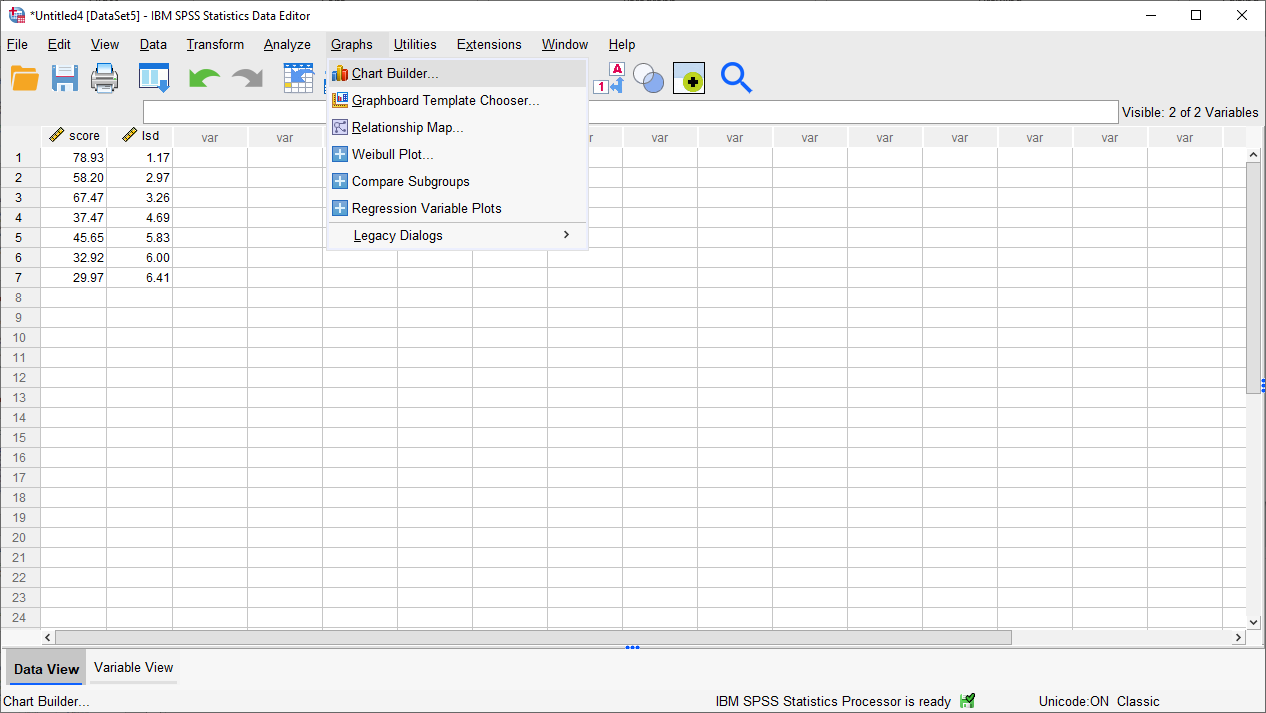 *Untitled4 [DataSet5] - IBM SPSS Statistics Data Editor
File Edit View Data Transform Analyze Graphs Utilities Extensions Window Help
Chart Builder...
Graphboard Template Chooser...
Relationship Map...
Weibull Plot...
Compare Subgroups
Regression Variable Plots
Legacy Dialogs
A
1
Visible: 2 of 2 Variables
score lsd var var r var var var var var var var var
1 78.93 1.17
2 58.20 2.97
3 67.47 3.26
4 37.47 4.69
5 45.65 5.83
6 32.92 6.00
7 29.97 6.41
8
9
10
11
12
13
14
15
16
17
18
19
20
21
22
23
24
Data View Variable View
Chart Builder... IBM SPSS Statistics Processor is ready Unicode:ON Classic